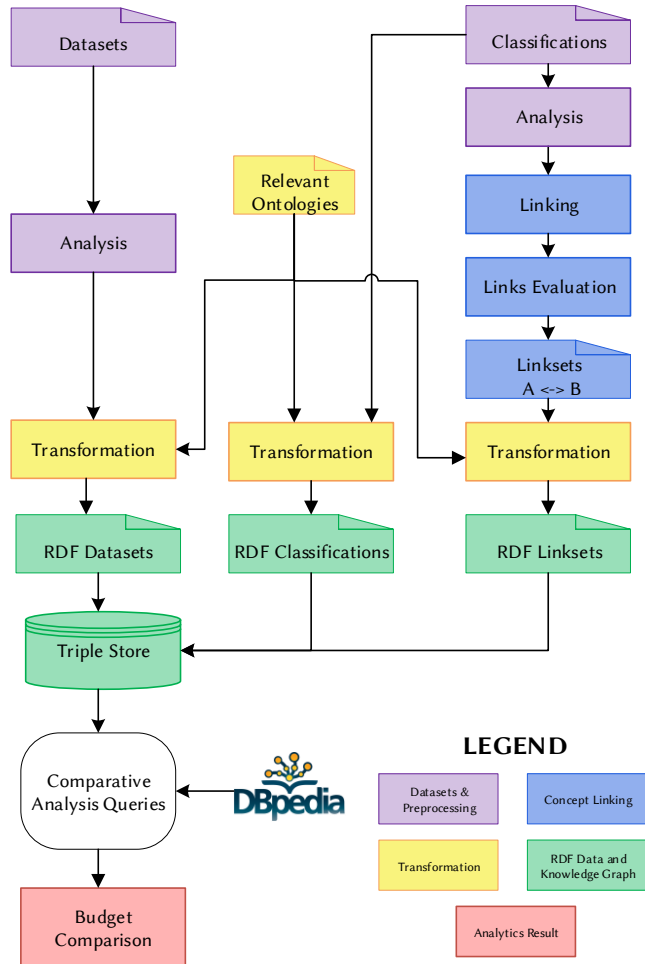 Datasets
Classifications
Analysis
Relevant
Ontologies
Linking
Analysis
Links Evaluation
Linksets
A <-> B
Transformation
Transformation
Transformation
RDF Datasets
RDF Classifications
RDF Linksets
Triple Store
Comparative
Analysis Queries
DBpedia
LEGEND
Datasets &
Preprocessing
Concept Linking
Transformation
RDF Data and
Knowledge Graph
Budget
Comparison
Analytics Result